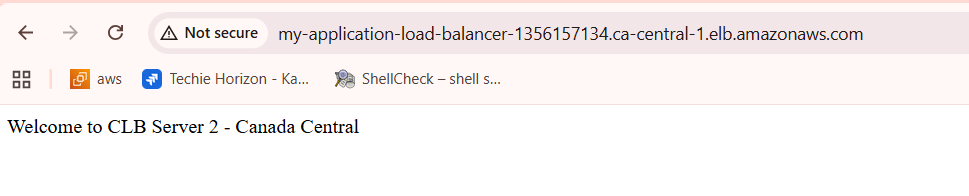 Not secure my-application-load-balancer-1356157134.ca-central-1.elb.amazonaws.com
aws Techie Horizon - Ka... ShellCheck – shell s...
Welcome to CLB Server 2 - Canada Central